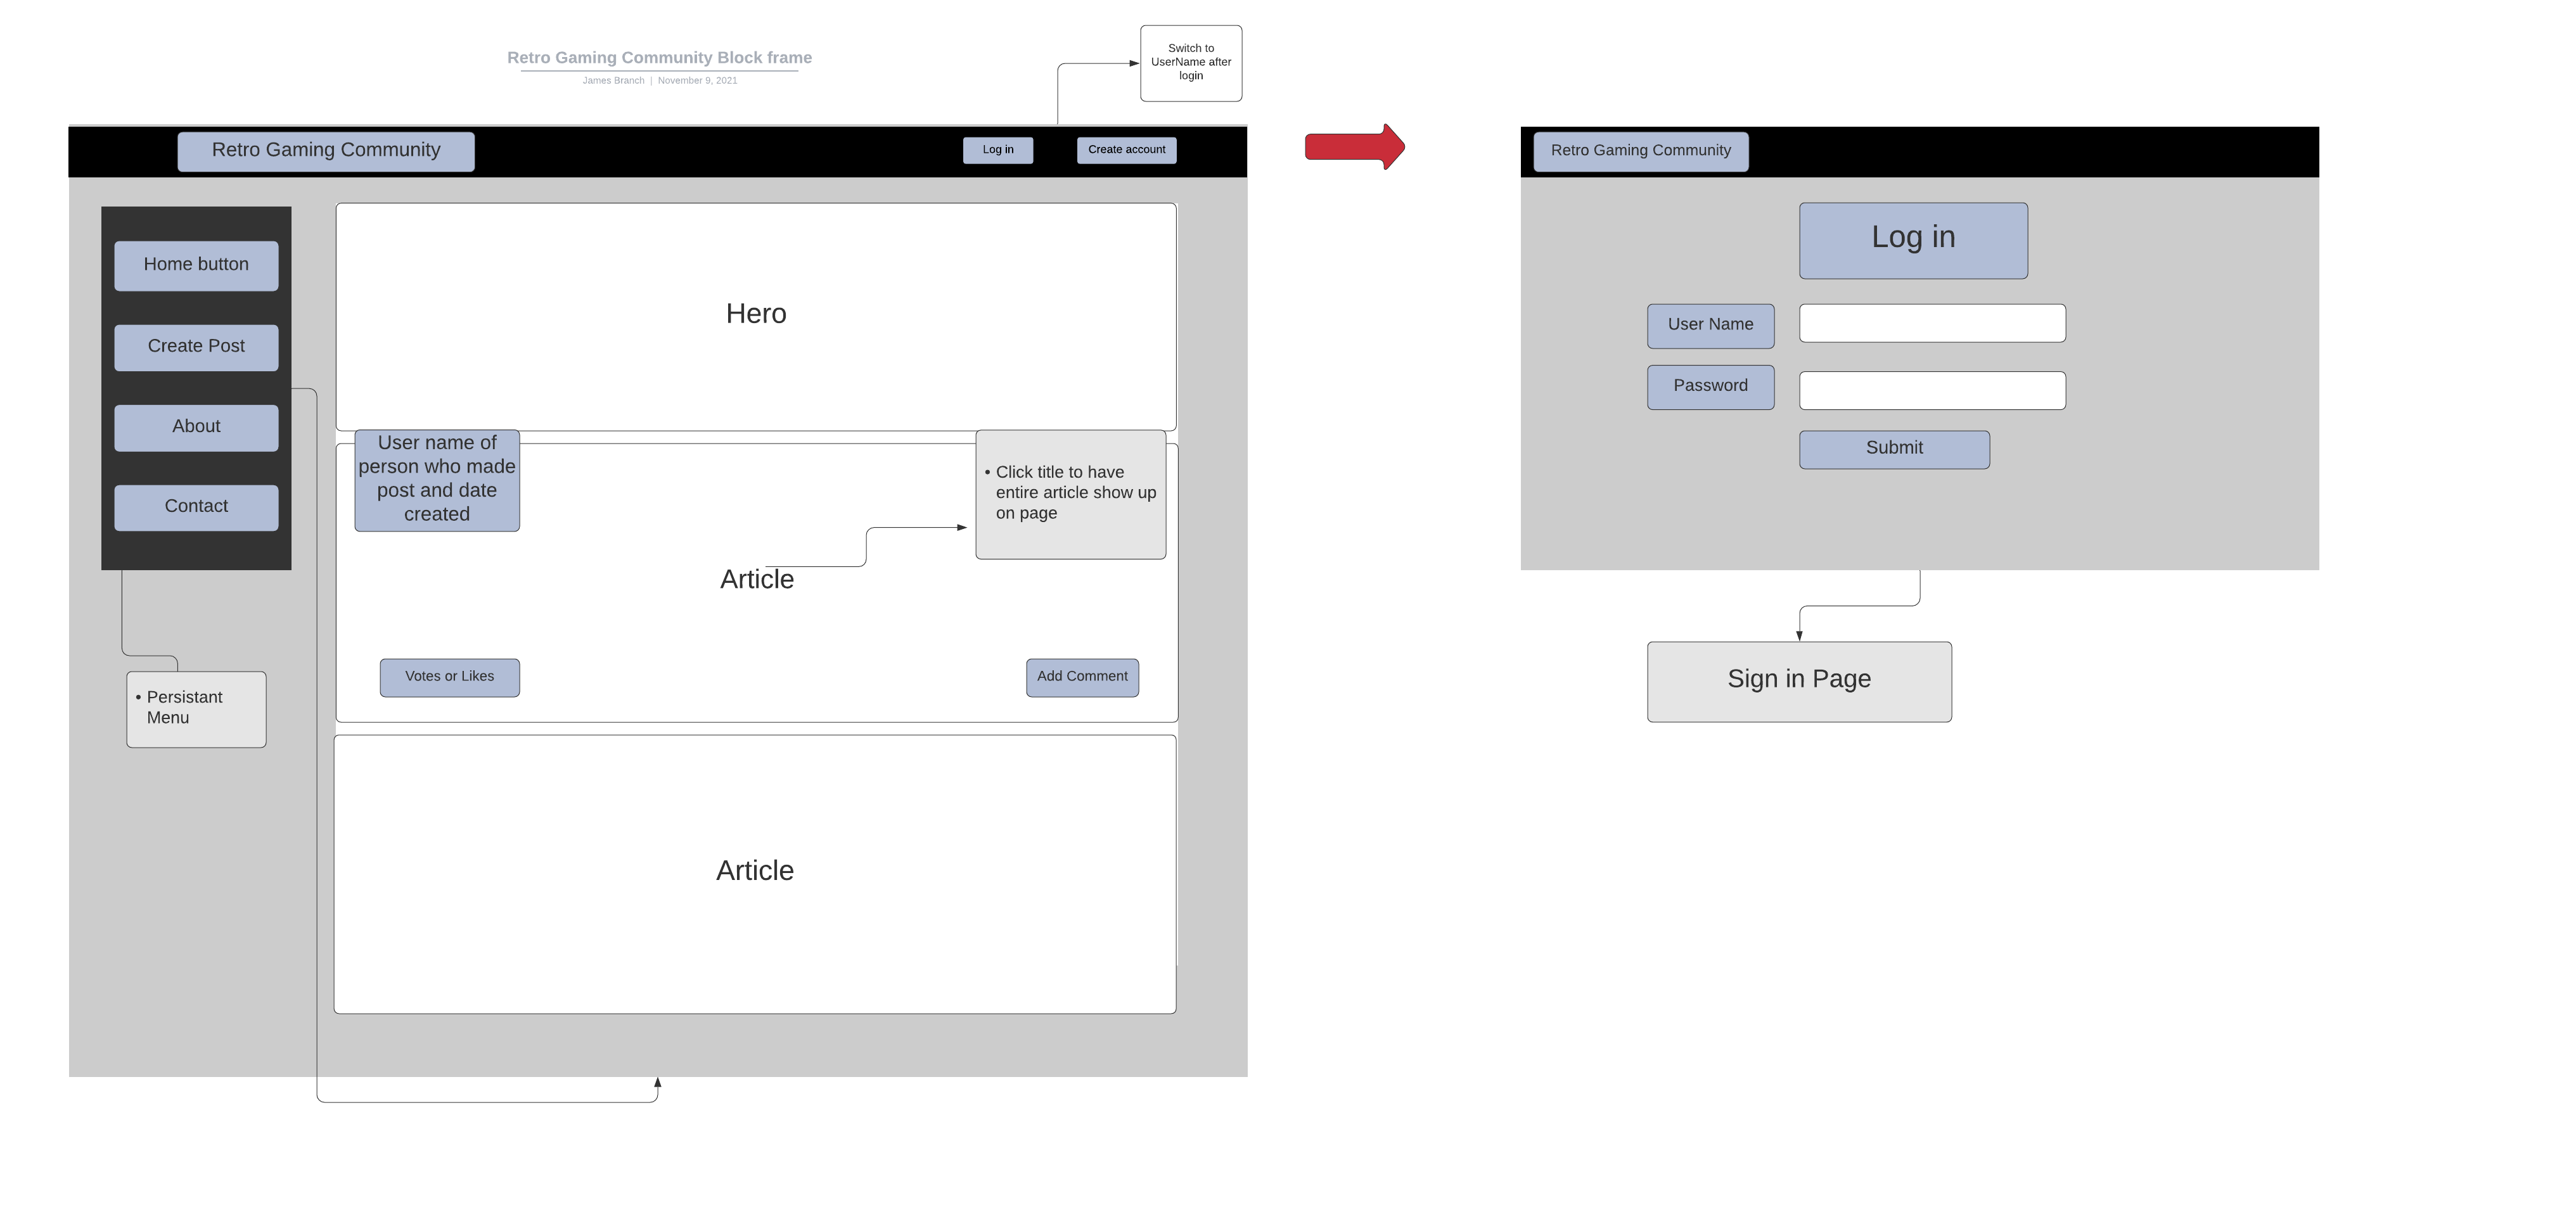 Retro Gaming Community Block frame
James Branch | November 9, 2021
Switch to
UserName after
login
Retro Gaming Community
Log in
Create account
Home button
Create Post
About
Contact
• Persistant
Menu
Hero
User name of
person who made
post and date
created
• Click title to have
entire article show up
on page
Article
Votes or Likes
Add Comment
Article
Retro Gaming Community
Log in
User Name
Password
Submit
Sign in Page